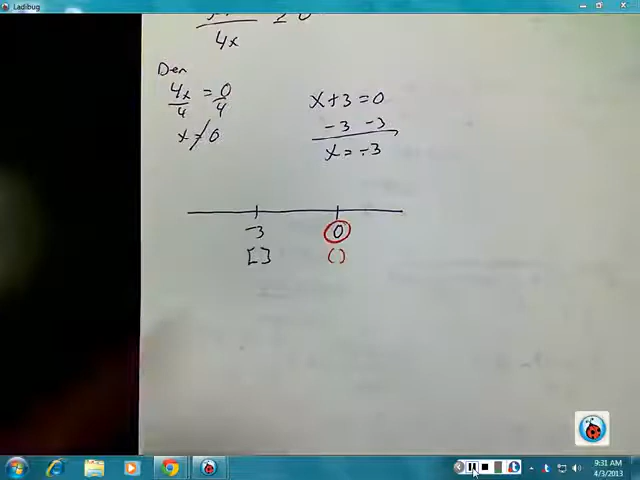 Ladibug
4x
Den
4x = 0
4 4
x ≠ 0
x + 3 = 0
-3 -3
x = -3
-3 0
[ ] ( )
9:31 AM
4/3/2013